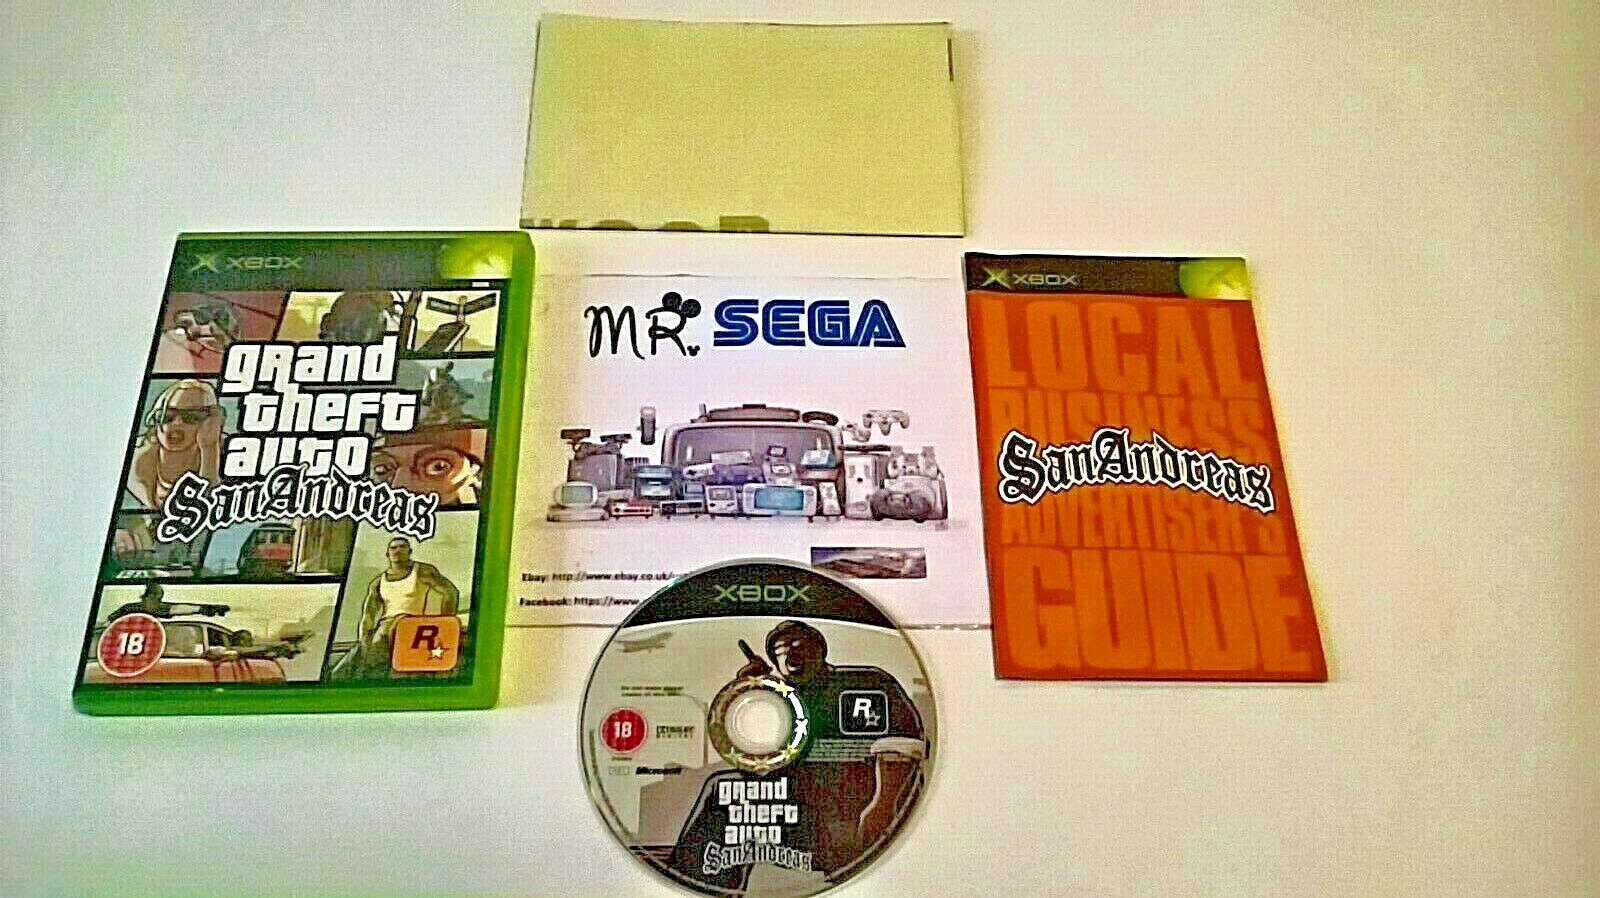 XBOX
grand
theft
auto
San Andreas
18
R
MR. SEGA
Ebay: http://www.ebay.co.uk/
Facebook: https://www.
XBOX
LOCAL
BUSINESS
San Andreas
ADVERTISER'S
GUIDE
XBOX
18
R
Microsoft
grand
theft
auto
San Andreas